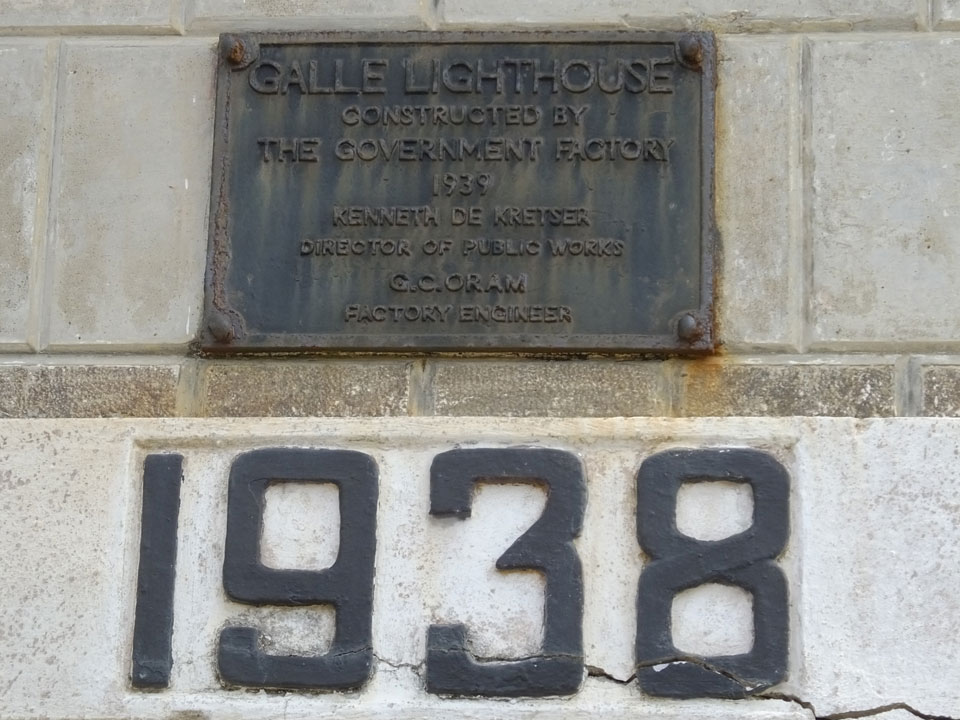 GALLE LIGHTHOUSE
CONSTRUCTED BY
THE GOVERNMENT FACTORY
1939
KENNETH DE KRETSER
DIRECTOR OF PUBLIC WORKS
G.C.ORAM
FACTORY ENGINEER
1938